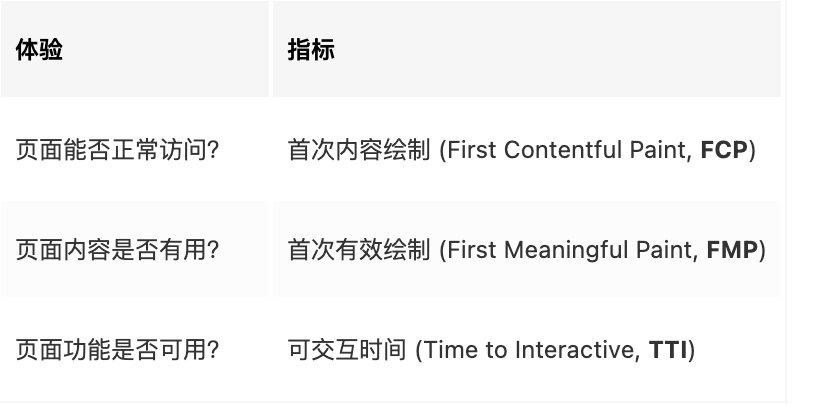 体验 指标
页面能否正常访问? 首次内容绘制 (First Contentful Paint, FCP)
页面内容是否有用? 首次有效绘制 (First Meaningful Paint, FMP)
页面功能是否可用? 可交互时间 (Time to Interactive, TTI)